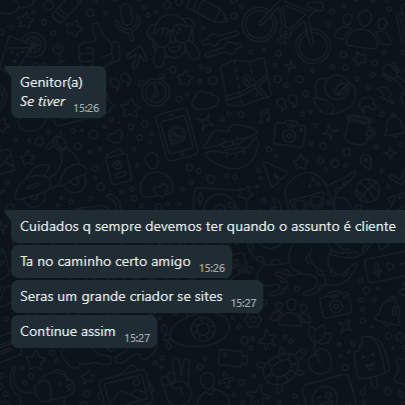 Genitor(a)
Se tiver 15:26
Cuidados q sempre devemos ter quando o assunto é cliente
Ta no caminho certo amigo 15:26
Seras um grande criador se sites 15:27
Continue assim 15:27